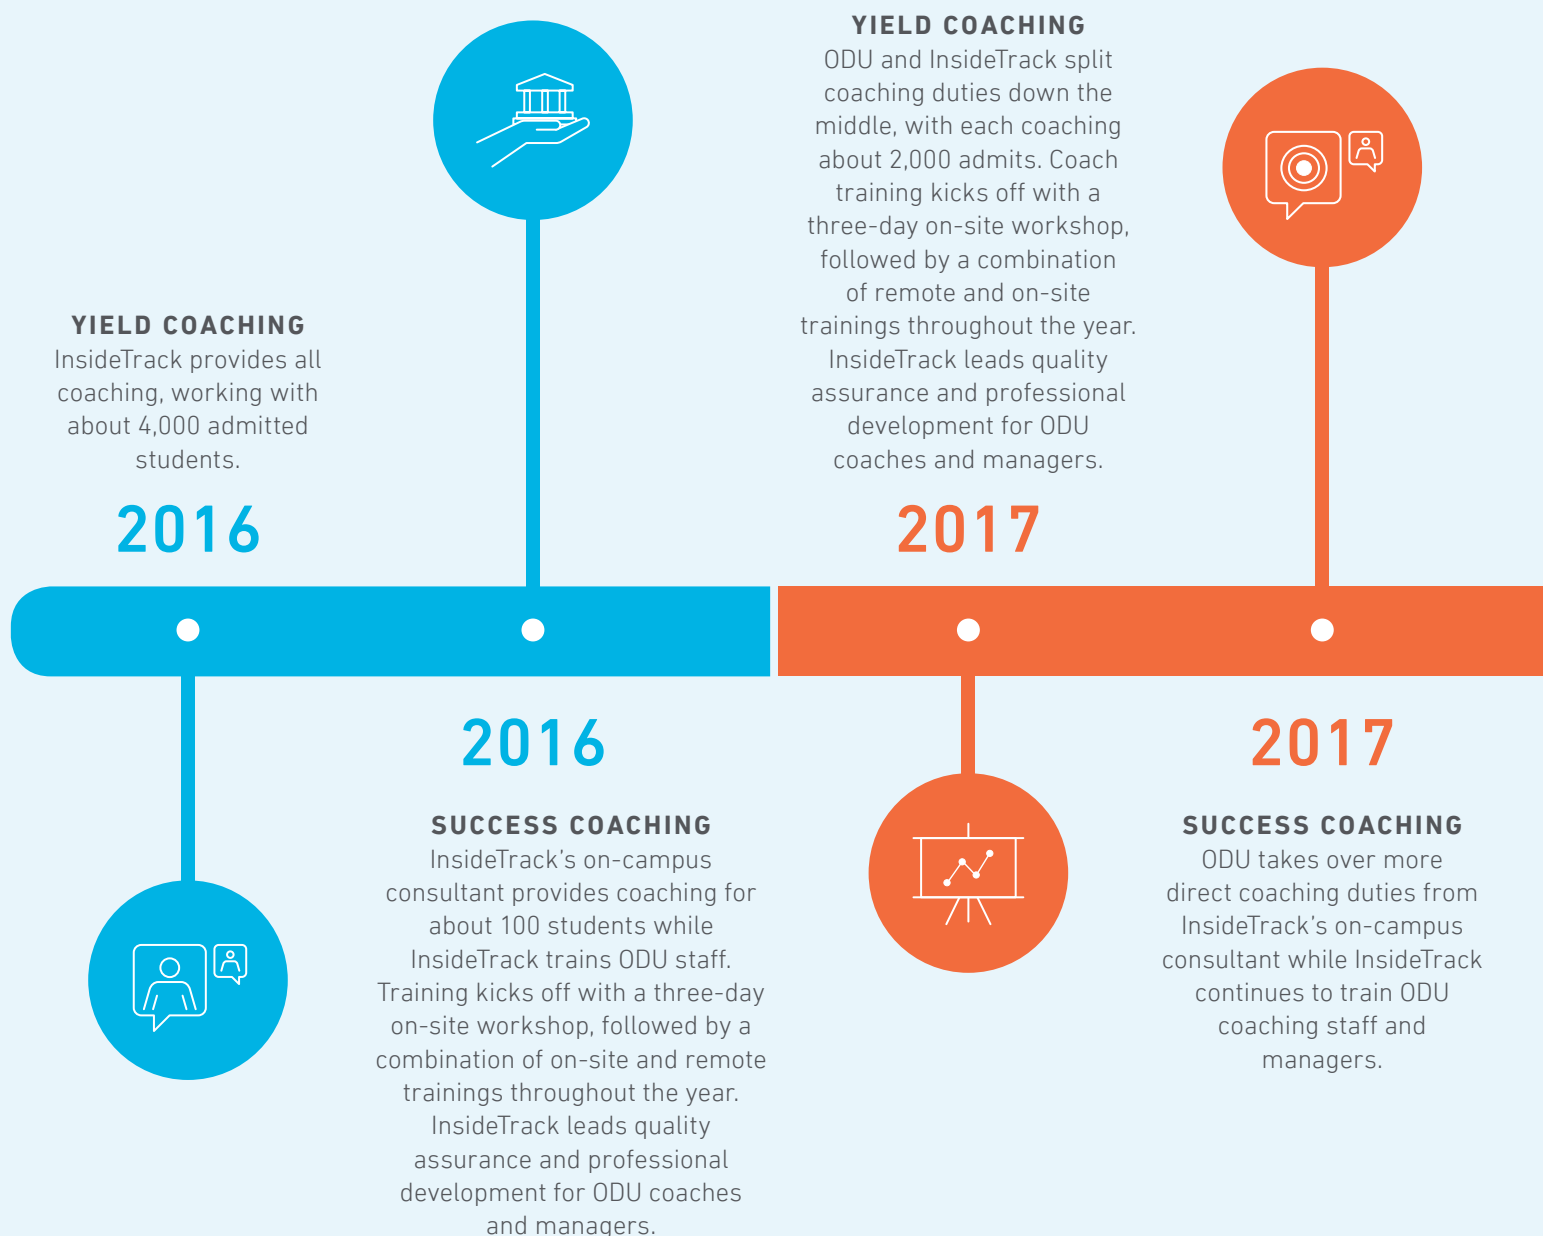 YIELD COACHING
InsideTrack provides all
coaching, working with
about 4,000 admitted
students.
2016
2016
SUCCESS COACHING
InsideTrack’s on-campus
consultant provides coaching for
about 100 students while
InsideTrack trains ODU staff.
Training kicks off with a three-day
on-site workshop, followed by a
combination of on-site and remote
trainings throughout the year.
InsideTrack leads quality
assurance and professional
development for ODU coaches
and managers.
YIELD COACHING
ODU and InsideTrack split
coaching duties down the
middle, with each coaching
about 2,000 admits. Coach
training kicks off with a
three-day on-site workshop,
followed by a combination
of remote and on-site
trainings throughout the year.
InsideTrack leads quality
assurance and professional
development for ODU
coaches and managers.
2017
2017
SUCCESS COACHING
ODU takes over more
direct coaching duties from
InsideTrack’s on-campus
consultant while InsideTrack
continues to train ODU
coaching staff and
managers.